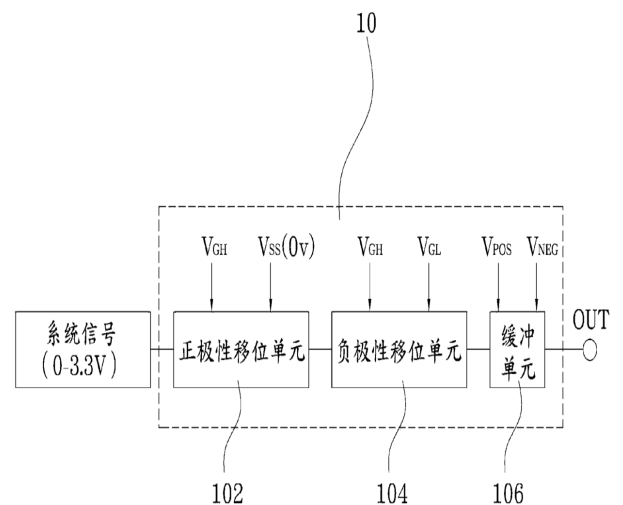 10
VGH
VSS(0v)
VGH
VGL
VPOS
VNEG
系统信号
(0-3.3V)
正极性移位单元
负极性移位单元
缓冲
单元
OUT
102
104
106